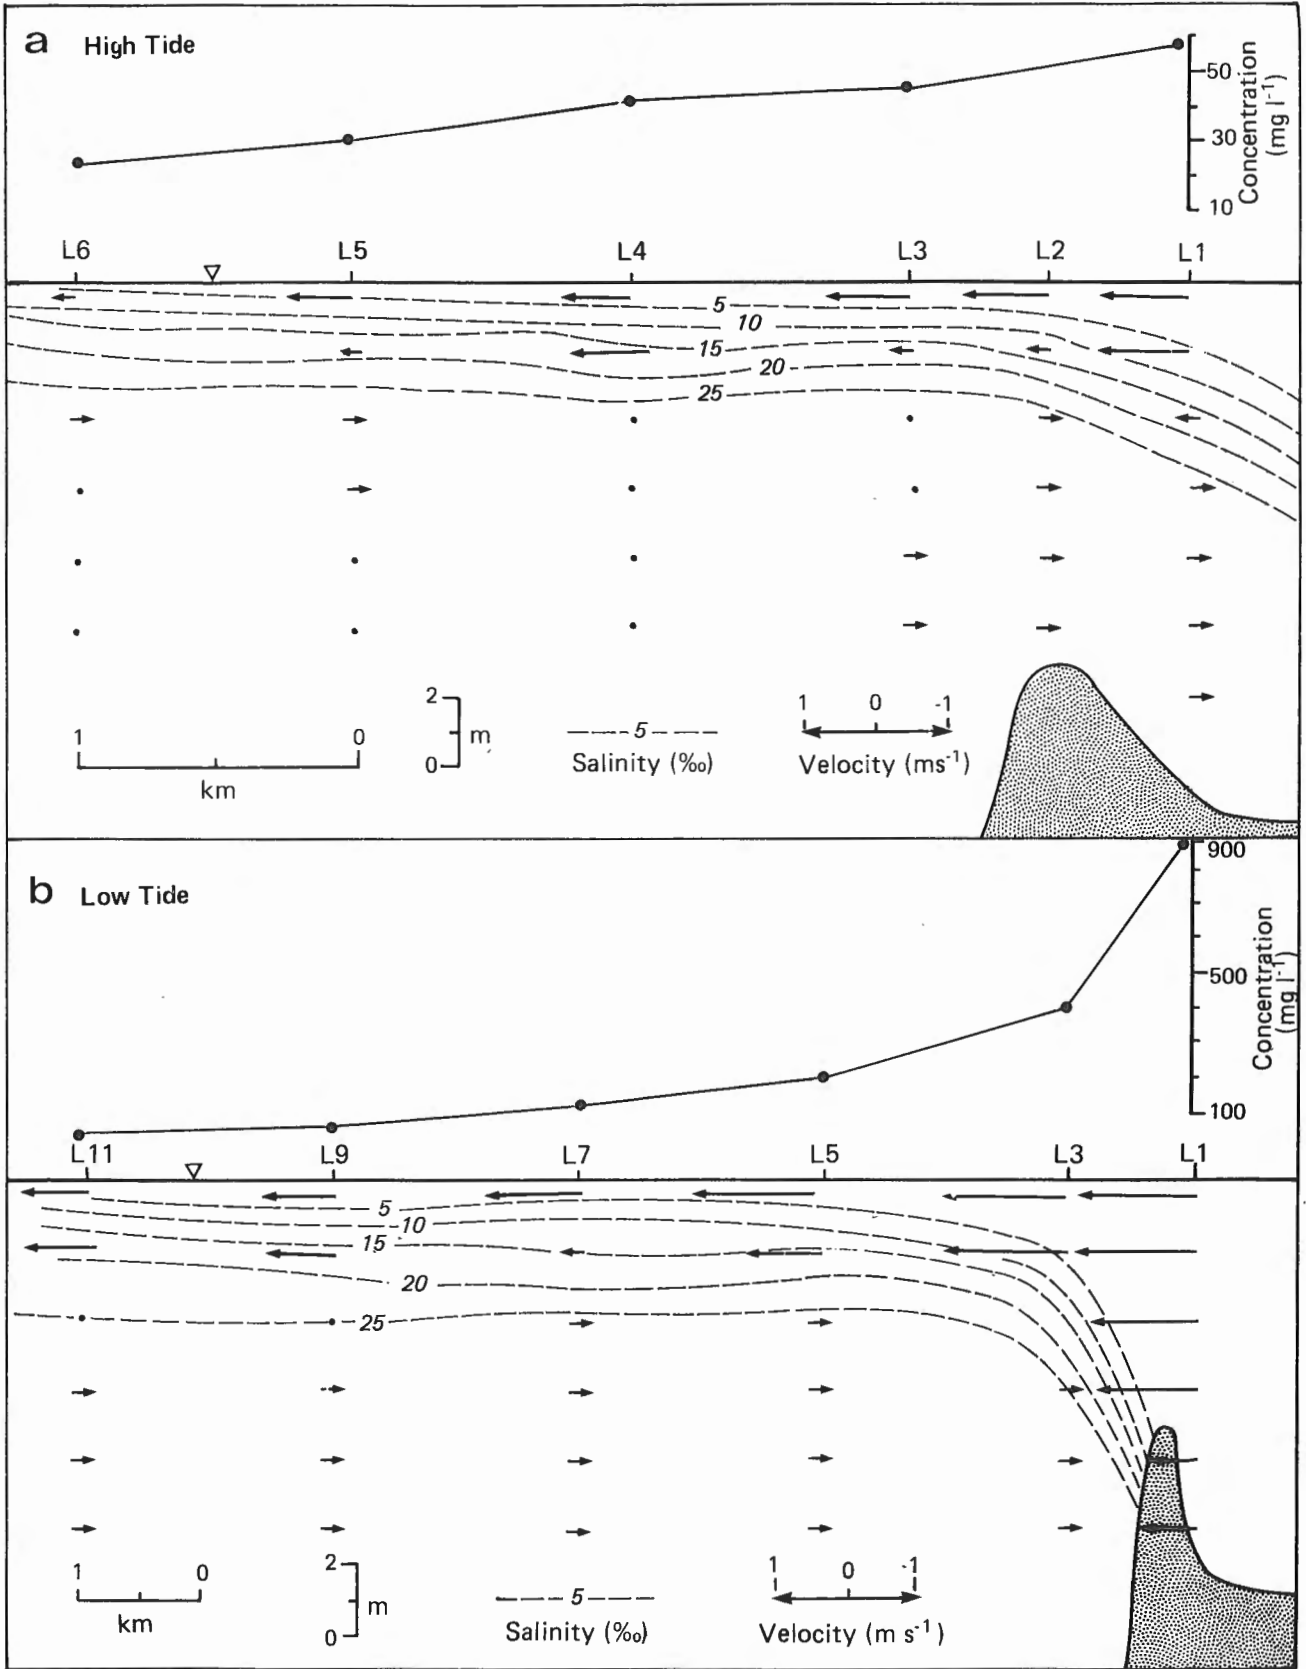 a High Tide
50
30
10
Concentration
(mg l⁻¹)
L6 L5 L4 L3 L2 L1
5
10
15
20
25
1 0
km
2
0
m
5
Salinity (‰)
1 0 -1
Velocity (ms⁻¹)
b Low Tide
900
500
100
Concentration
(mg l⁻¹)
L11 L9 L7 L5 L3 L1
5
10
15
20
25
1 0
km
2
0
m
5
Salinity (‰)
1 0 -1
Velocity (m s⁻¹)